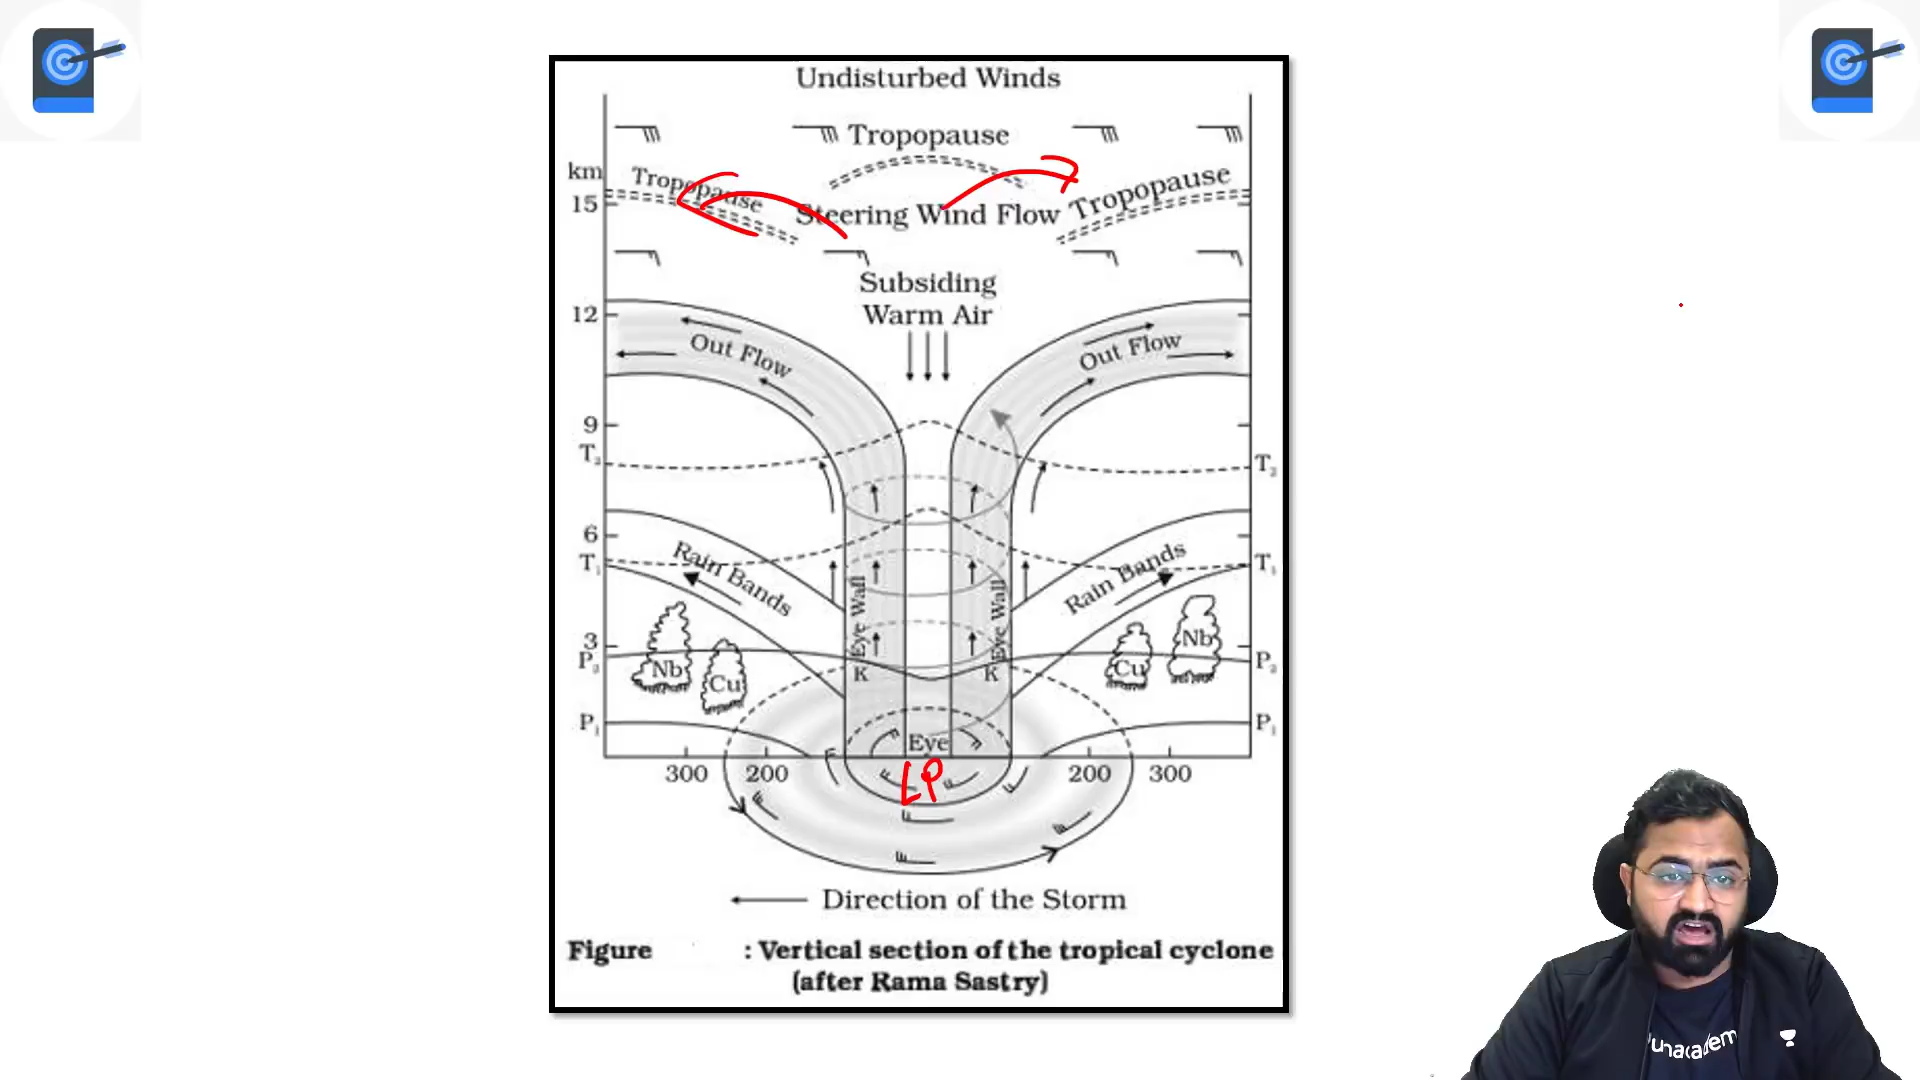 Undisturbed Winds
Tropopause
km
Tropopause
Tropopause
15
Steering Wind Flow
Subsiding
Warm Air
12
Out Flow
Out Flow
9
T₂
T₂
6
T₁
T₁
Rain Bands
Rain Bands
Eye Wall
Eye Wall
3
P₂
P₂
Nb
Cu
Cu
Nb
K
K
P₁
P₁
Eye
LP
300
200
200
300
Direction of the Storm
Figure : Vertical section of the tropical cyclone
(after Rama Sastry)
unacadem